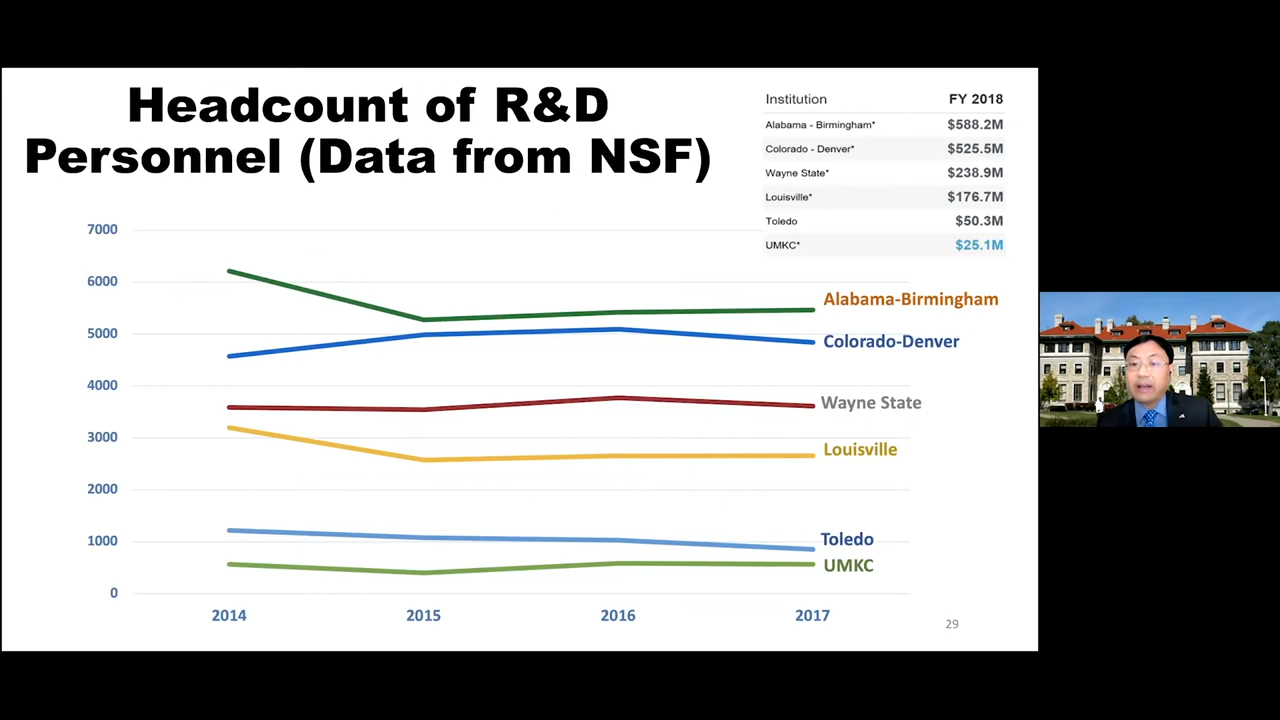 Headcount of R&D
Personnel (Data from NSF)
Institution FY 2018
Alabama - Birmingham* $588.2M
Colorado - Denver* $525.5M
Wayne State* $238.9M
Louisville* $176.7M
Toledo $50.3M
UMKC* $25.1M
7000
6000
5000
4000
3000
2000
1000
0
Alabama-Birmingham
Colorado-Denver
Wayne State
Louisville
Toledo
UMKC
2014 2015 2016 2017
29